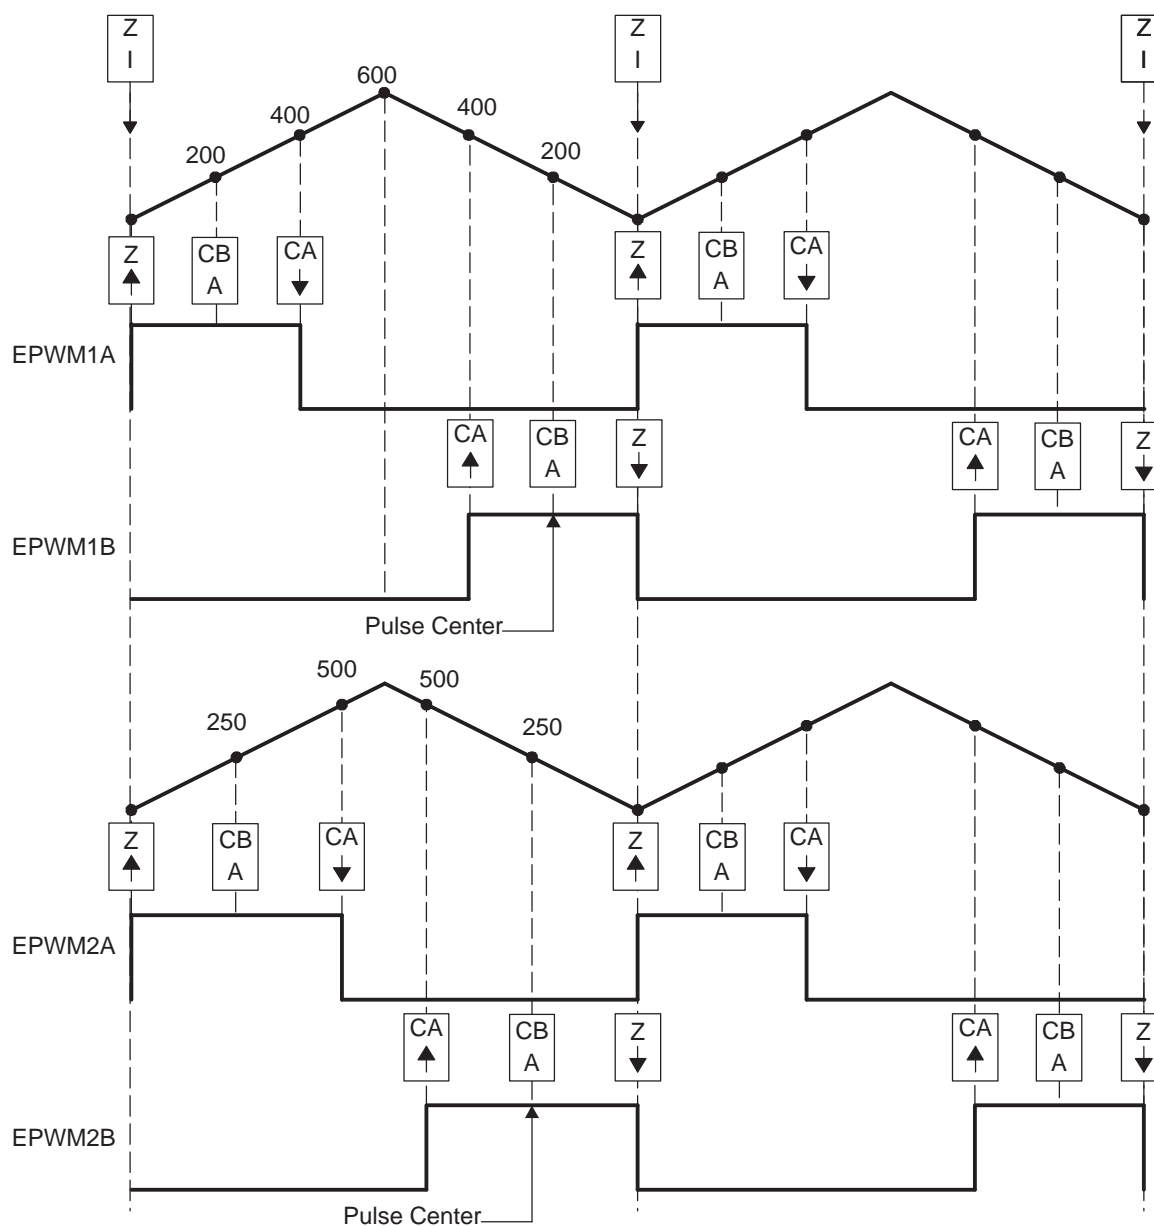 Z Z Z
I I I
600
400 400
200 200
Z CB CA Z CB CA
A A
EPWM1A
CA CB Z CA CB Z
A A
EPWM1B
Pulse Center
500 500
250 250
Z CB CA Z CB CA
A A
EPWM2A
CA CB Z CA CB Z
A A
EPWM2B
Pulse Center